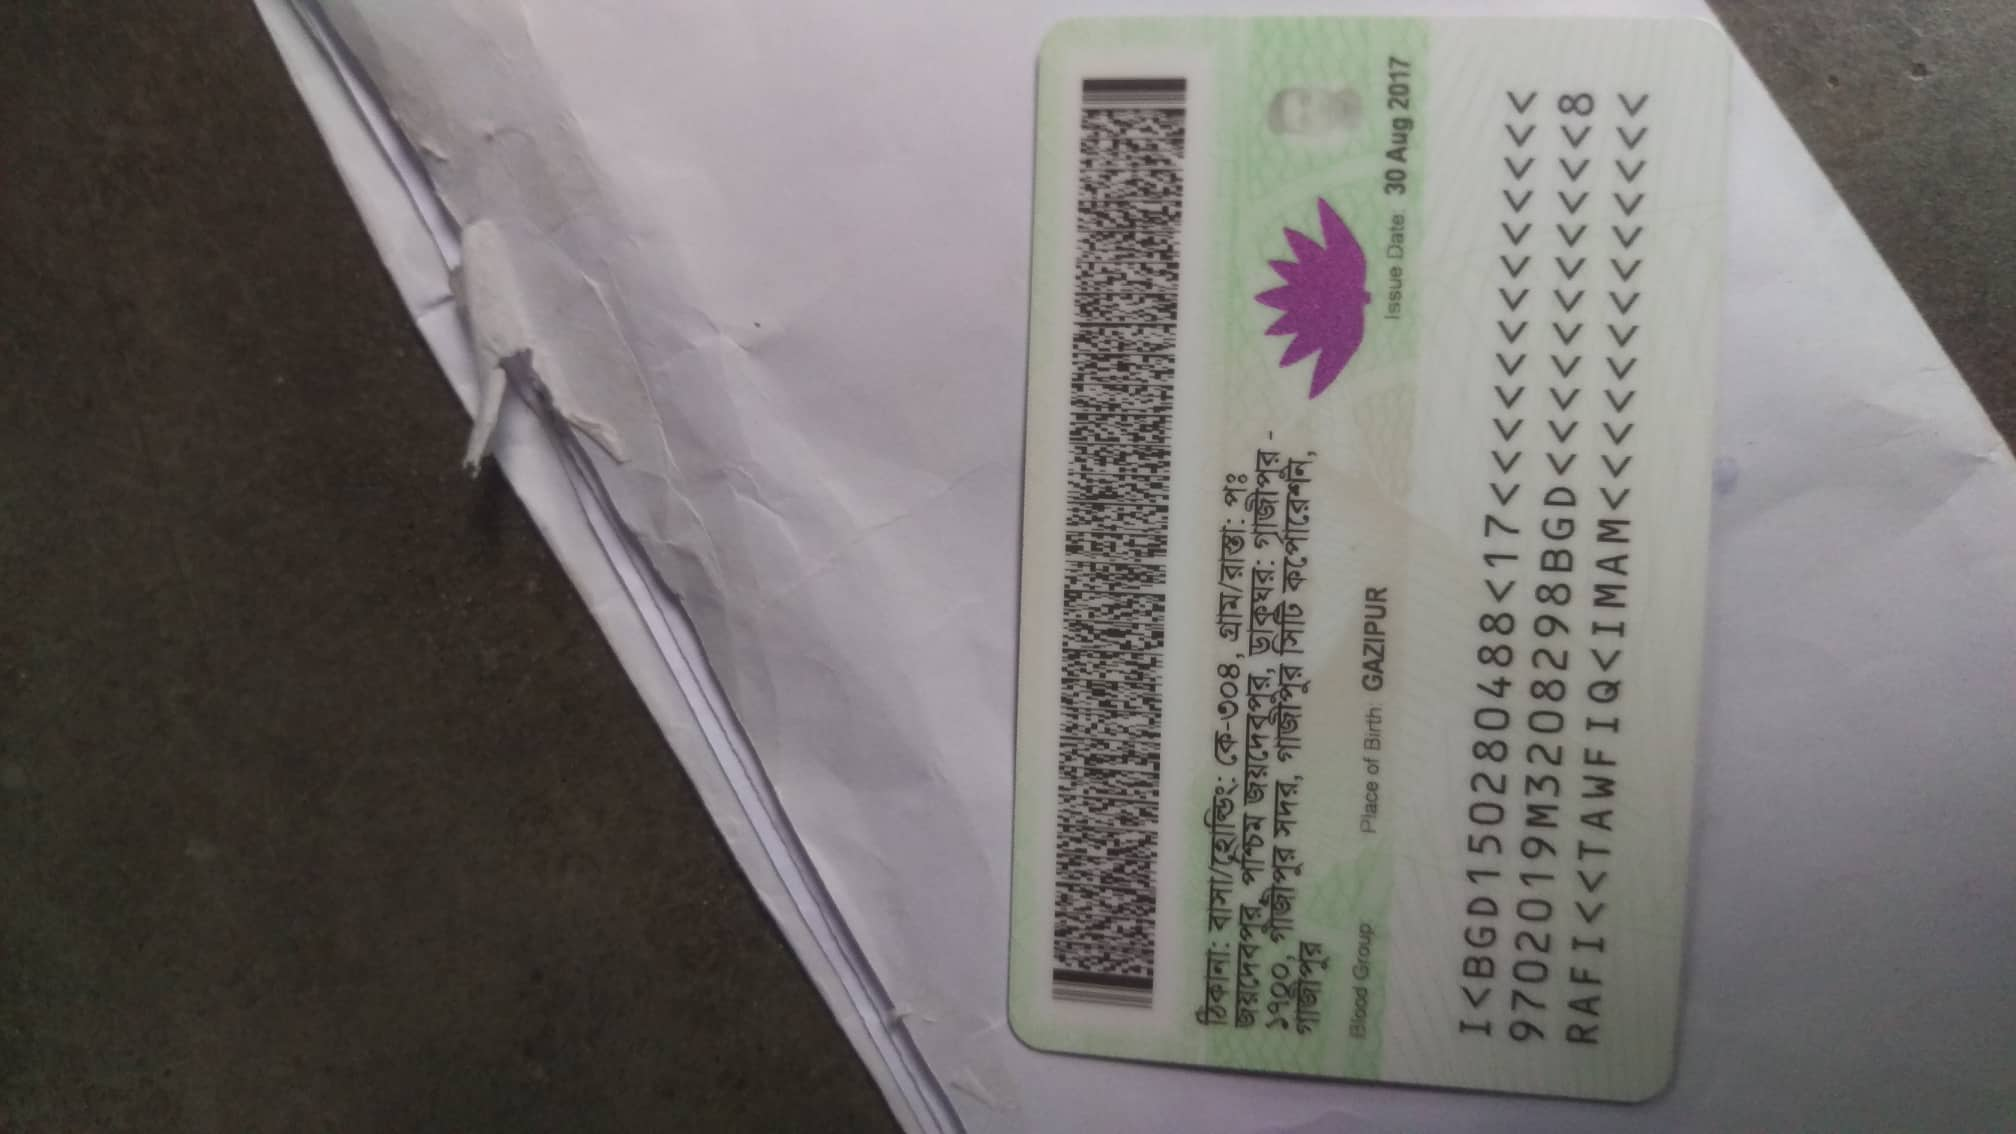 ঠিকানা: বাসা/হোল্ডিং: কে-৩০৪, গ্রাম/রাস্তা: পঃ
জয়দেবপুর, পশ্চিম জয়দেবপুর, ডাকঘর: গাজীপুর -
১৭০০, গাজীপুর সদর, গাজীপুর সিটি কর্পোরেশন,
গাজীপুর
Blood Group: Place of Birth: GAZIPUR Issue Date: 30 Aug 2017
I<BGD150280488<17<<<<<<<<<<<<<
9702019M3208298BGD<<<<<<<<<<<8
RAFI<<TAWFIQ<IMAM<<<<<<<<<<<<<